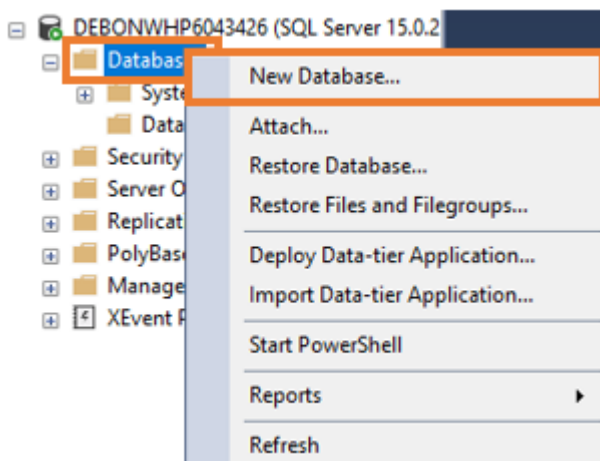 DEBONWHP6043426 (SQL Server 15.0.2
Databas
New Database...
Syste
Data
Attach...
Security
Restore Database...
Server O
Restore Files and Filegroups...
Replicat
PolyBas
Deploy Data-tier Application...
Manage
Import Data-tier Application...
XEvent P
Start PowerShell
Reports
Refresh